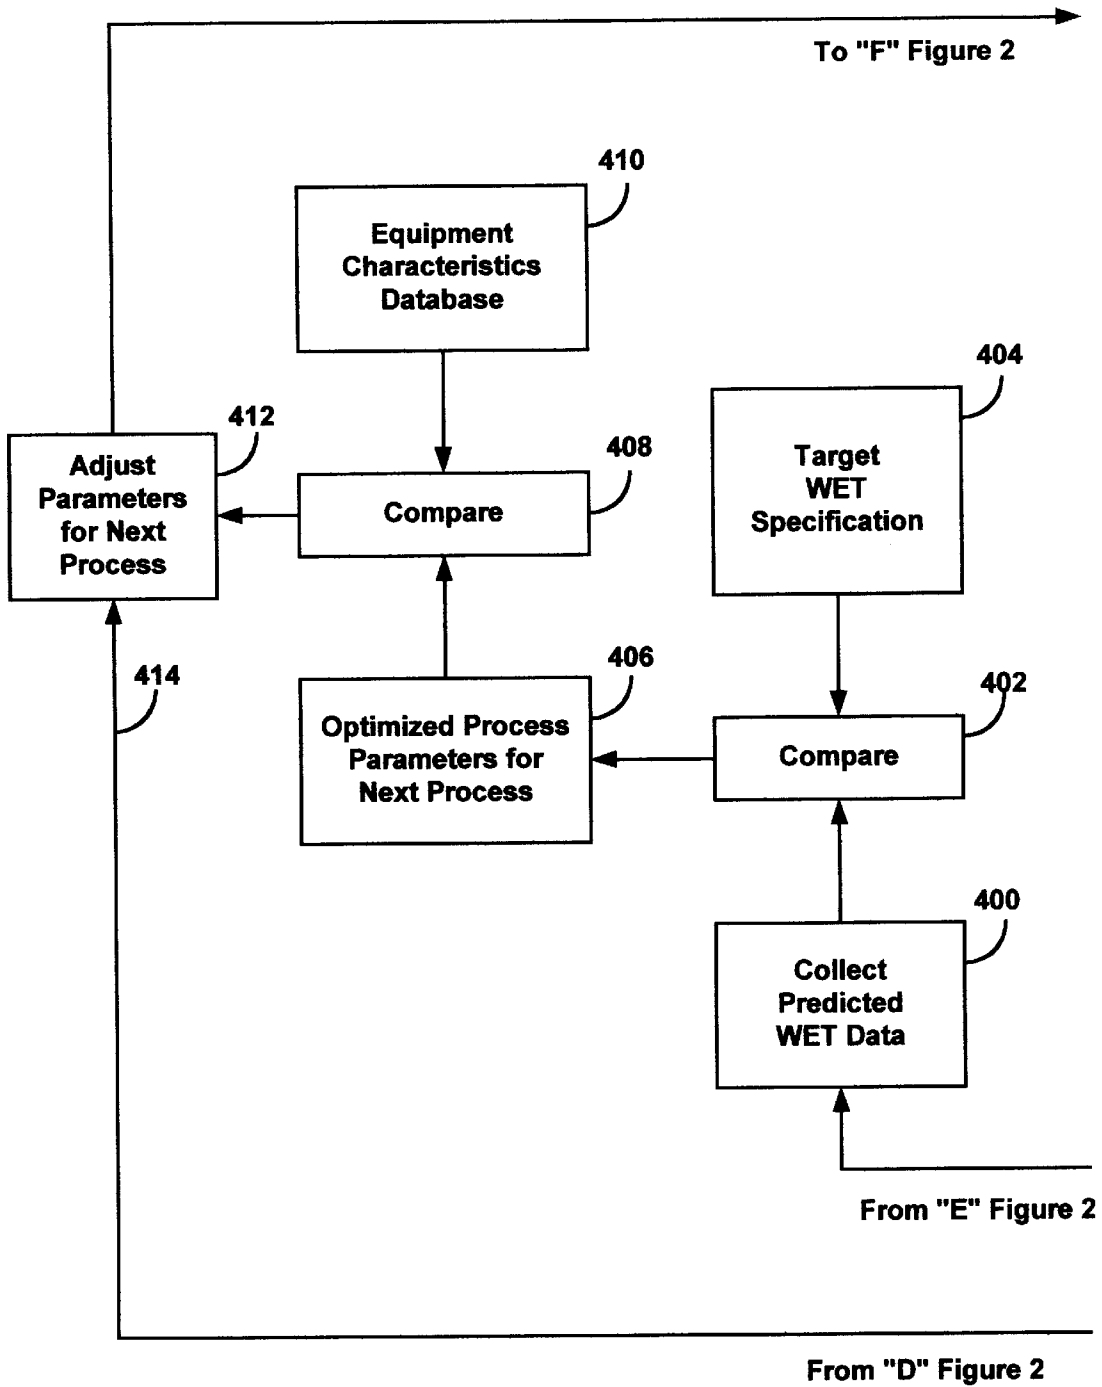 To "F" Figure 2
410
Equipment
Characteristics
Database
404
Target
WET
Specification
412
Adjust
Parameters
for Next
Process
408
Compare
414
406
Optimized Process
Parameters for
Next Process
402
Compare
400
Collect
Predicted
WET Data
From "E" Figure 2
From "D" Figure 2